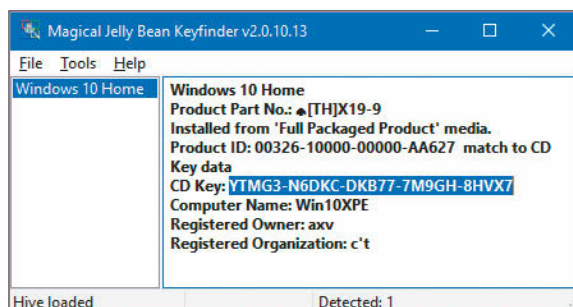 Magical Jelly Bean Keyfinder v2.0.10.13
File Tools Help
Windows 10 Home
Windows 10 Home
Product Part No.: ♠[TH]X19-9
Installed from 'Full Packaged Product' media.
Product ID: 00326-10000-00000-AA627 match to CD
Key data
CD Key: YTMG3-N6DKC-DKB77-7M9GH-8HVX7
Computer Name: Win10XPE
Registered Owner: axv
Registered Organization: c't
Hive loaded
Detected: 1